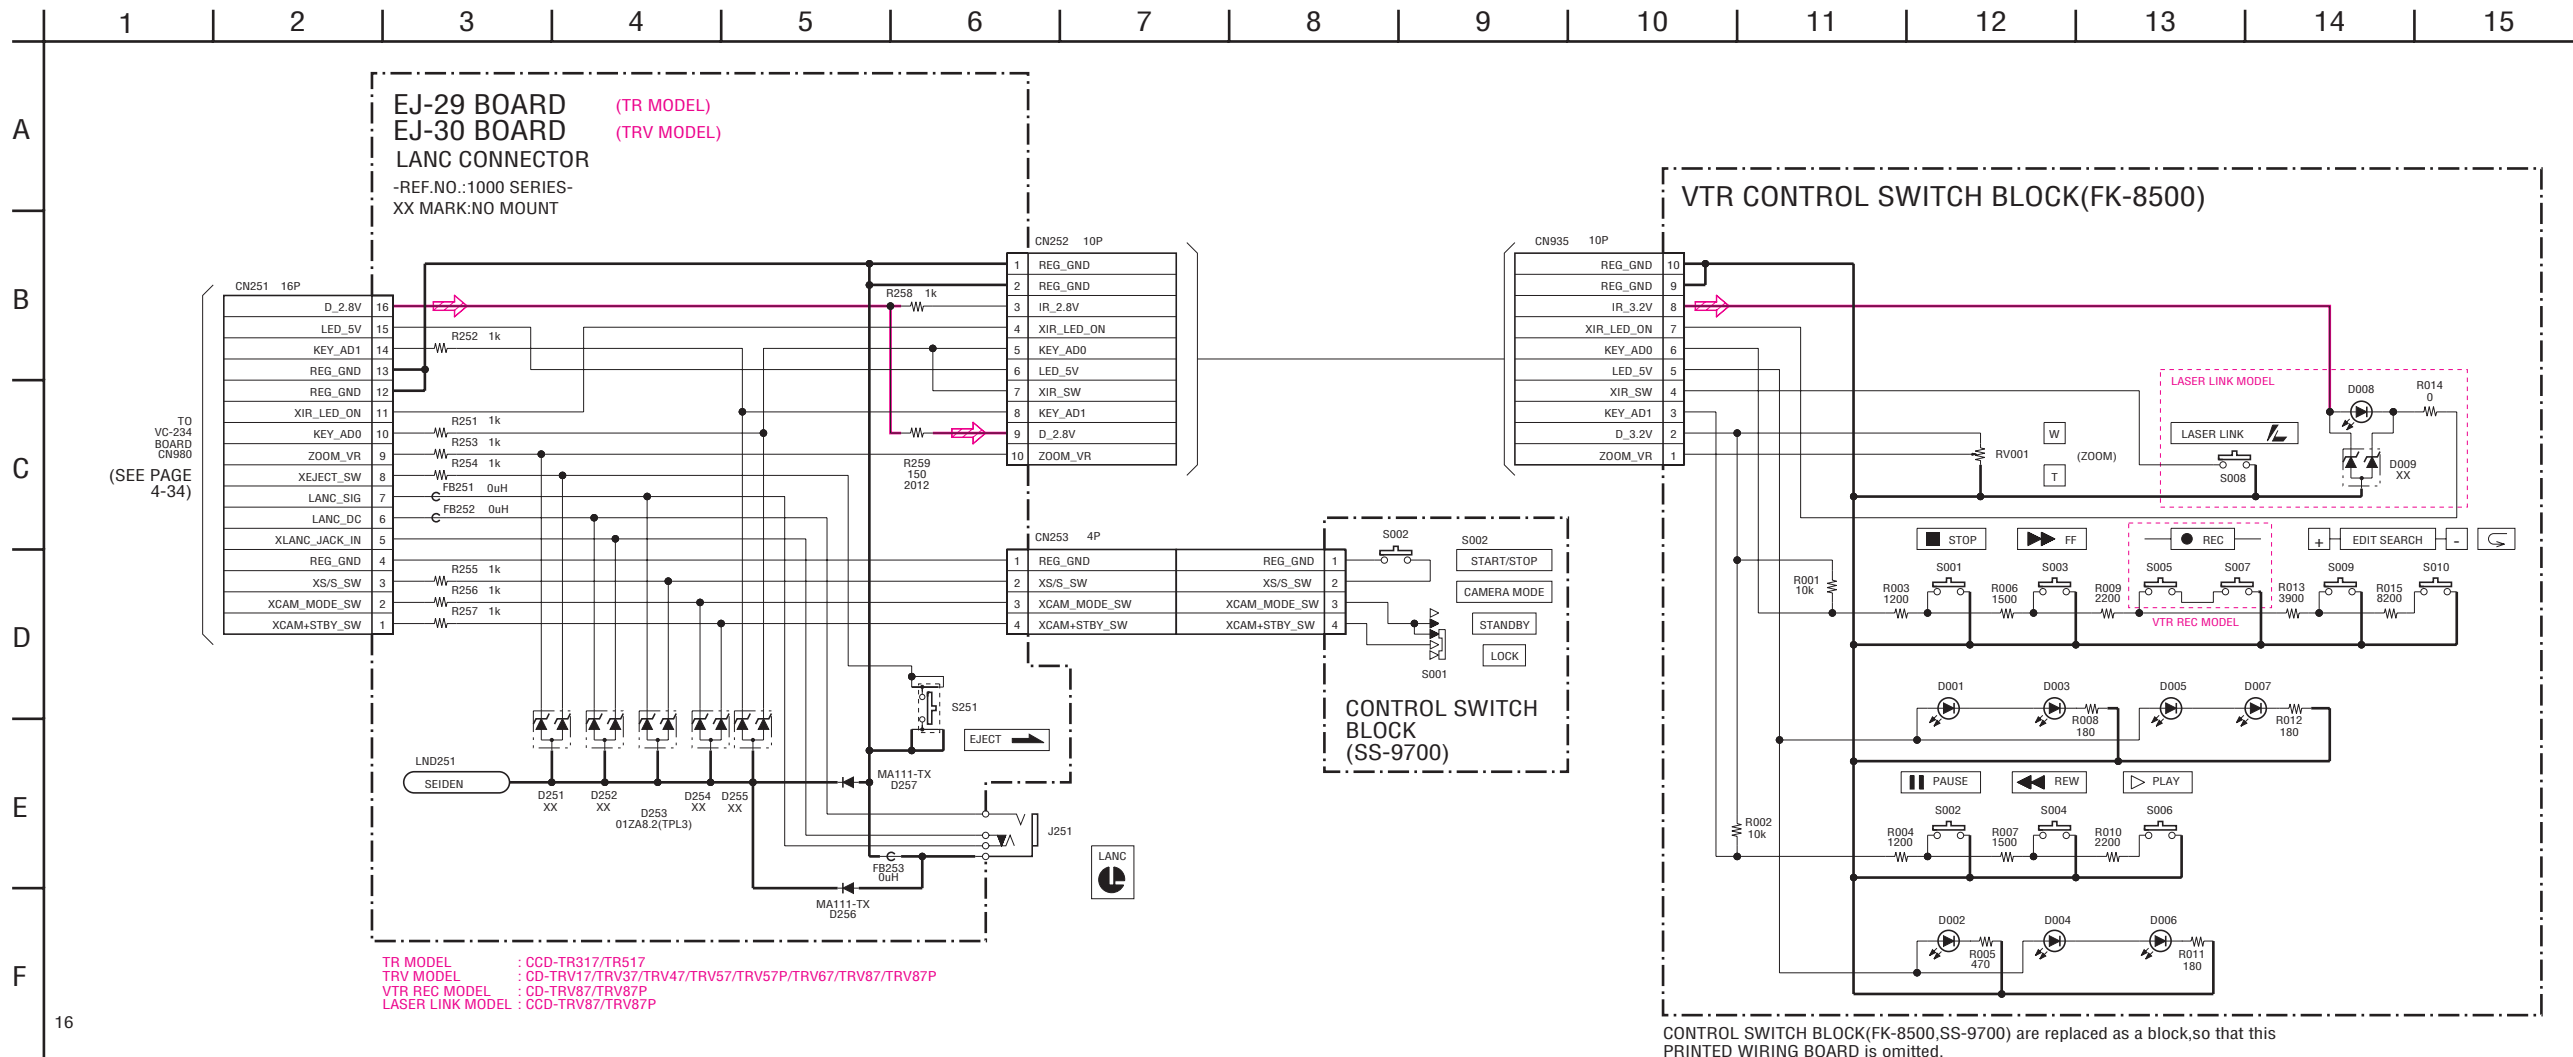 1 2 3 4 5 6 7 8 9 10 11 12 13 14 15
A
B
C
D
E
F
16
EJ-29 BOARD (TR MODEL)
EJ-30 BOARD (TRV MODEL)
LANC CONNECTOR
-REF.NO.:1000 SERIES-
XX MARK:NO MOUNT
TO
VC-234
BOARD
CN980
(SEE PAGE
4-34)
CN251 16P
D_2.8V 16
LED_5V 15
KEY_AD1 14
REG_GND 13
REG_GND 12
XIR_LED_ON 11
KEY_AD0 10
ZOOM_VR 9
XEJECT_SW 8
LANC_SIG 7
LANC_DC 6
XLANC_JACK_IN 5
REG_GND 4
XS/S_SW 3
XCAM_MODE_SW 2
XCAM+STBY_SW 1
R252 1k
R251 1k
R253 1k
R254 1k
FB251 0uH
FB252 0uH
R255 1k
R256 1k
R257 1k
R258 1k
R259
150
2012
CN252 10P
1 REG_GND
2 REG_GND
3 IR_2.8V
4 XIR_LED_ON
5 KEY_AD0
6 LED_5V
7 XIR_SW
8 KEY_AD1
9 D_2.8V
10 ZOOM_VR
CN253 4P
1 REG_GND REG_GND 1
2 XS/S_SW XS/S_SW 2
3 XCAM_MODE_SW XCAM_MODE_SW 3
4 XCAM+STBY_SW XCAM+STBY_SW 4
S251
EJECT
LND251
SEIDEN
D251
XX
D252
XX
D253
01ZA8.2(TPL3)
D254
XX
D255
XX
MA111-TX
D257
J251
FB253
0uH
MA111-TX
D256
LANC
S002
S002
START/STOP
CAMERA MODE
STANDBY
LOCK
S001
CONTROL SWITCH
BLOCK
(SS-9700)
CN935 10P
REG_GND 10
REG_GND 9
IR_3.2V 8
XIR_LED_ON 7
KEY_AD0 6
LED_5V 5
XIR_SW 4
KEY_AD1 3
D_3.2V 2
ZOOM_VR 1
VTR CONTROL SWITCH BLOCK(FK-8500)
LASER LINK MODEL
D008
R014
0
LASER LINK
S008
D009
XX
W
RV001 (ZOOM)
T
STOP
FF
REC
+ EDIT SEARCH -
R001
10k
R003
1200
S001
R006
1500
S003
R009
2200
S005
S007
R013
3900
S009
R015
8200
S010
VTR REC MODEL
D001
D003
R008
180
D005
D007
R012
180
PAUSE
REW
PLAY
R002
10k
R004
1200
S002
R007
1500
S004
R010
2200
S006
D002
R005
470
D004
D006
R011
180
TR MODEL : CCD-TR317/TR517
TRV MODEL : CD-TRV17/TRV37/TRV47/TRV57/TRV57P/TRV67/TRV87/TRV87P
VTR REC MODEL : CD-TRV87/TRV87P
LASER LINK MODEL : CCD-TRV87/TRV87P
CONTROL SWITCH BLOCK(FK-8500,SS-9700) are replaced as a block,so that this
PRINTED WIRING BOARD is omitted.